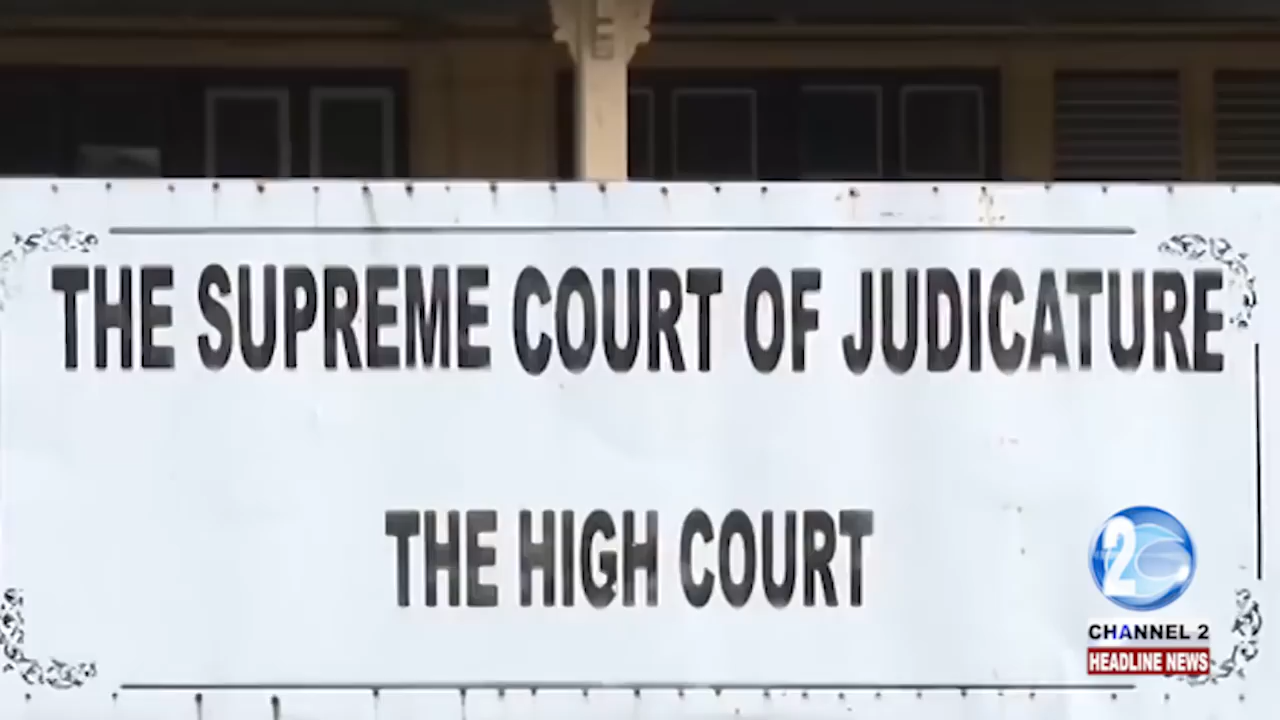 THE SUPREME COURT OF JUDICATURE
THE HIGH COURT
2
CHANNEL 2
HEADLINE NEWS